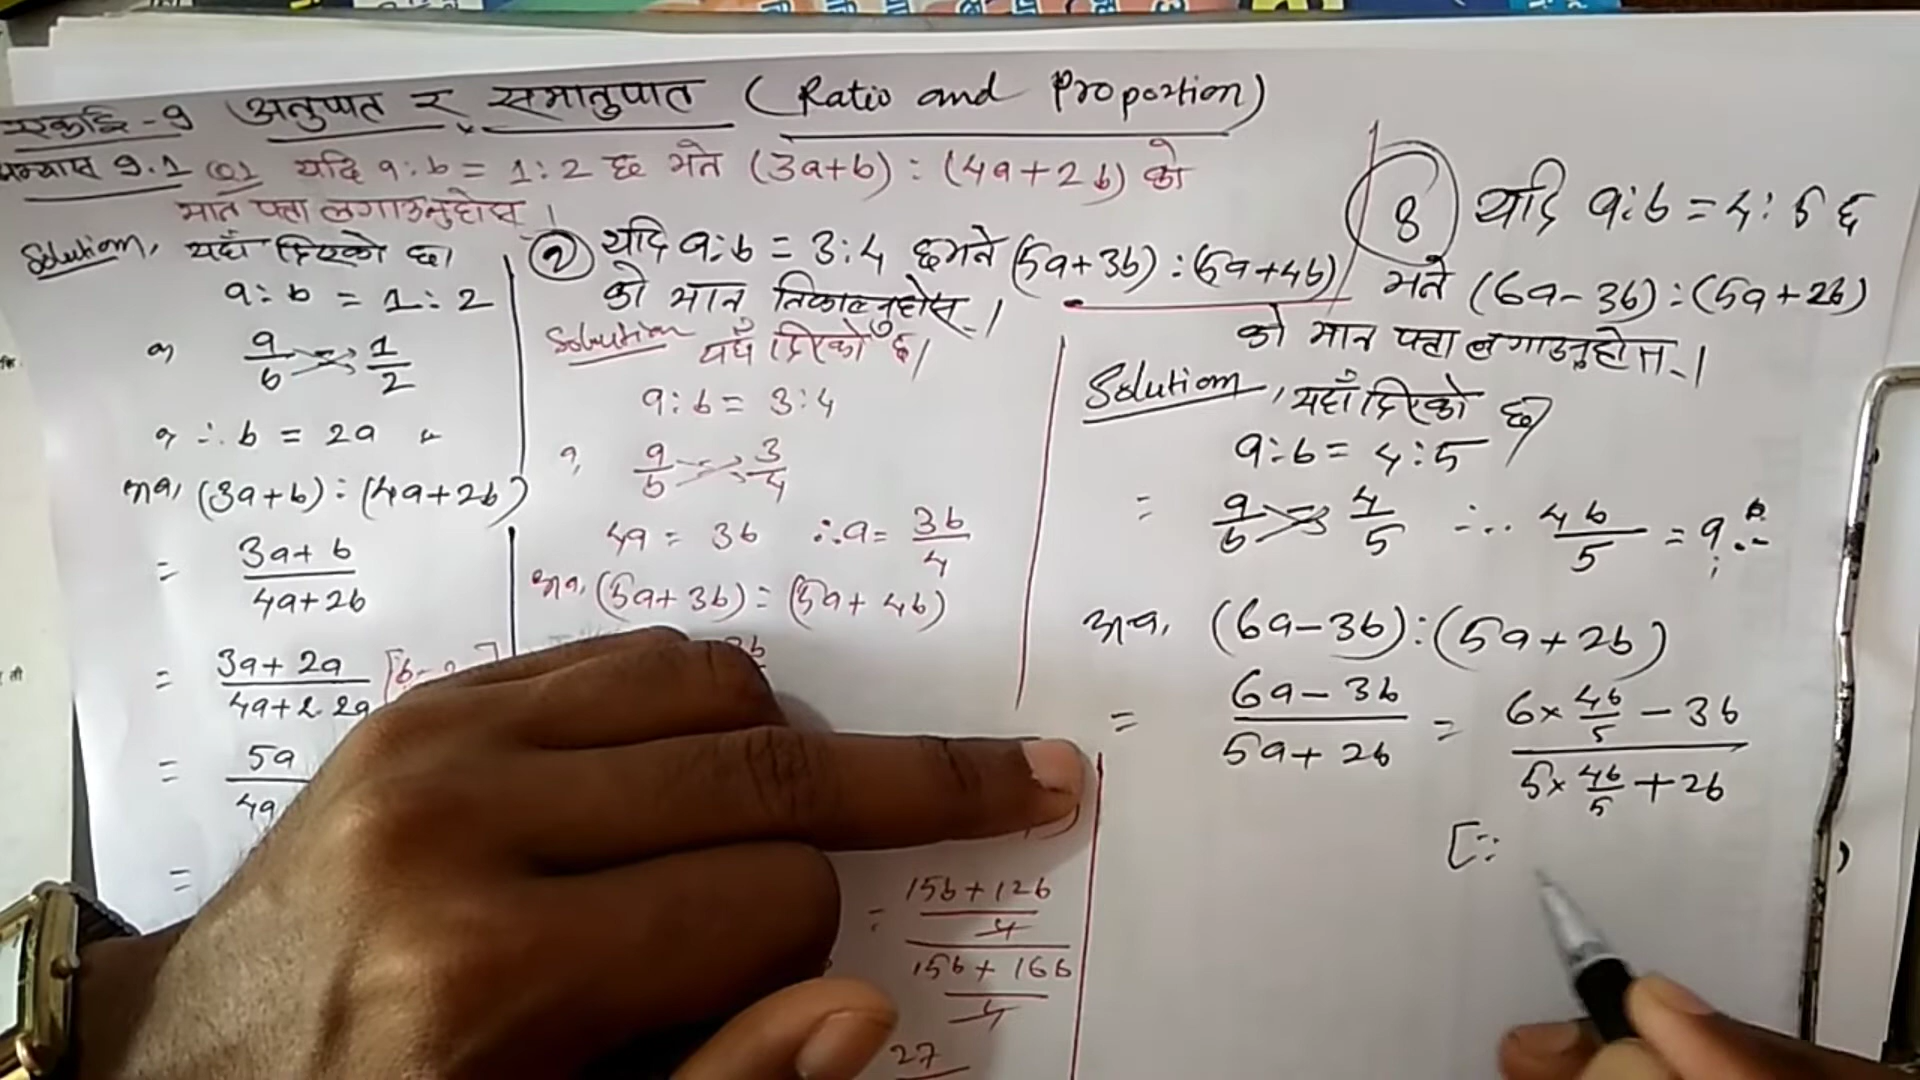 एकाई - 9 अनुपात र समानुपात (Ratio and Proportion)
अभ्यास 9.1 Q1 यदि a:b = 1:2 छ भने (3a+b) : (4a+2b) को
मान पत्ता लगाउनुहोस् ।
Solution, यहाँ दिएको छ।
a:b = 1:2
a/b = 1/2
∴ b = 2a
अब, (3a+b) : (4a+2b)
= 3a+b / 4a+2b
= 3a+2a / 4a+2.2a
= 5a / 4a
=
② यदि a:b = 3:4 छ भने (5a+3b) : (5a+4b)
को मान निकाल्नुहोस् ।
Solution यहाँ दिएको छ।
a:b = 3:4
a/b = 3/4
4a = 3b ∴a = 3b/4
अब, (5a+3b) : (5a+4b)
= 15b+12b / 4
15b+16b / 4
27
8 यदि a:b = 4:5 छ
भने (6a-3b):(5a+2b)
को मान पत्ता लगाउनुहोस् ।
Solution, यहाँ दिएको छ।
a:b = 4:5
= a/b = 4/5 ∴ 4b/5 = a
अब, (6a-3b):(5a+2b)
= 6a-3b / 5a+2b = 6×4b/5 - 3b / 5×4b/5 + 2b
[∵